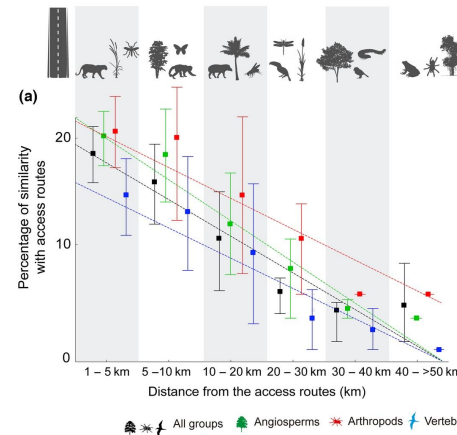 (a)
Percentage of similarity
with access routes
20
10
0
1 – 5 km
5 –10 km
10 – 20 km
20 – 30 km
30 – 40 km
40 – >50 km
Distance from the access routes (km)
All groups
Angiosperms
Arthropods
Verteb